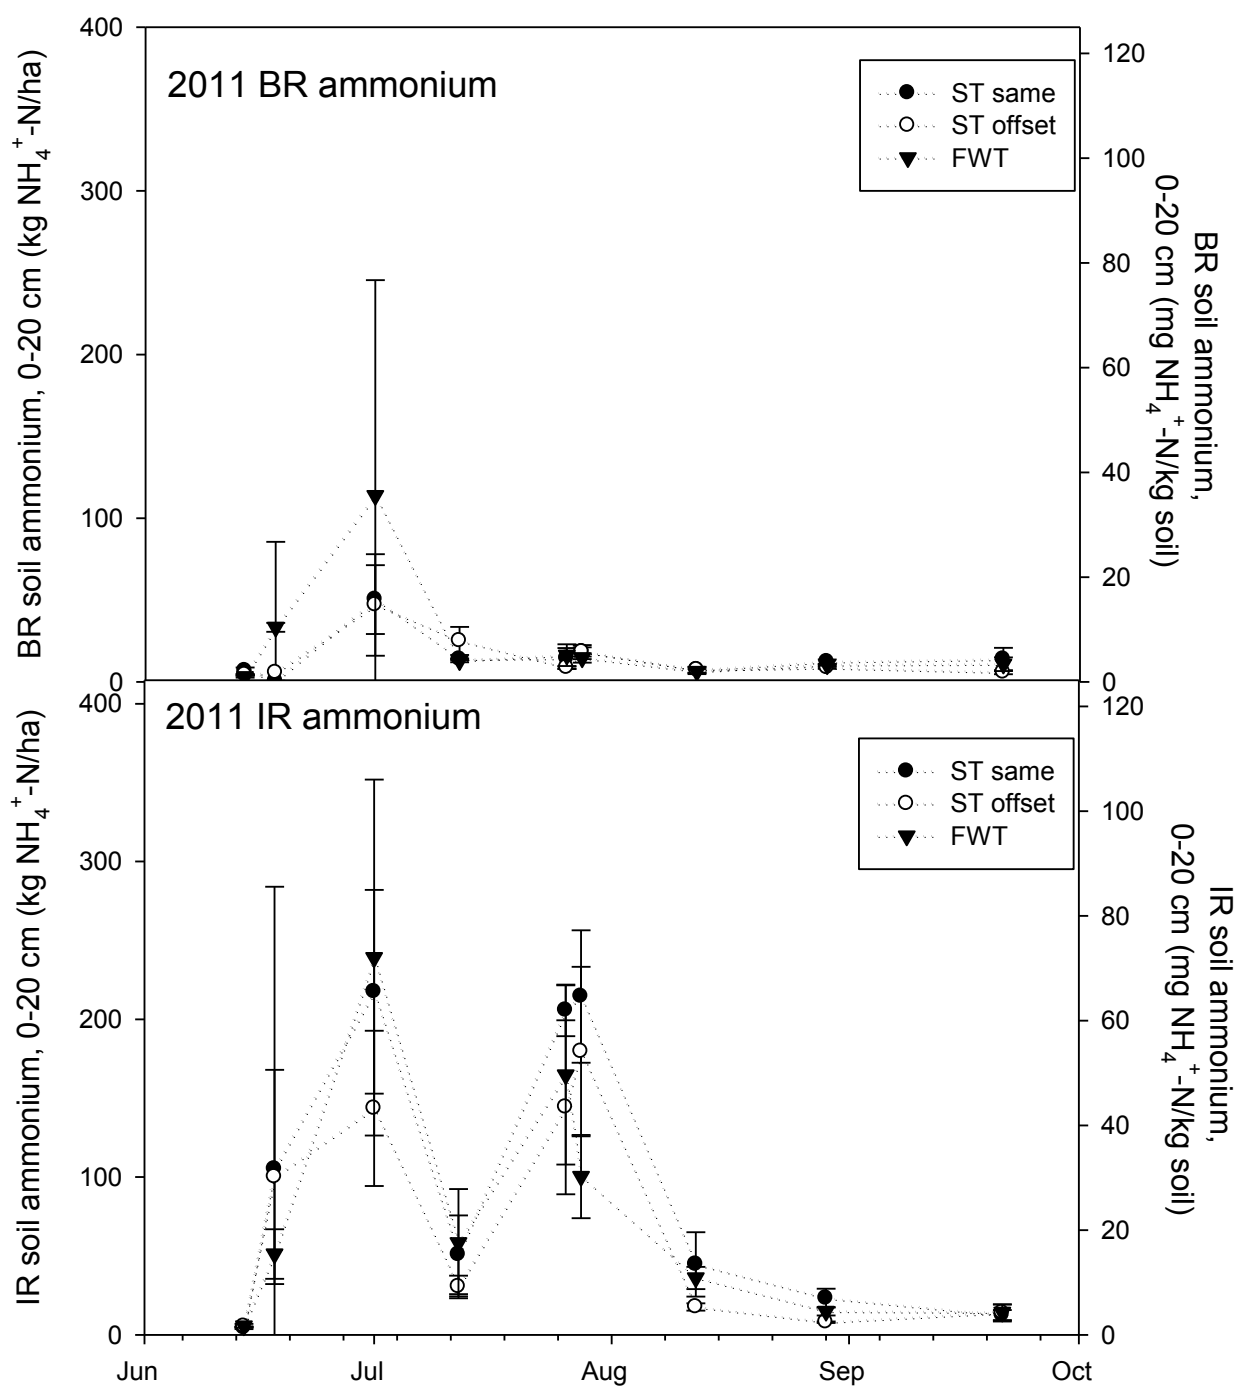 2011 BR ammonium
BR soil ammonium, 0-20 cm (kg NH4+-N/ha)
400
300
200
100
0
ST same
ST offset
FWT
120
100
80
60
40
20
0
BR soil ammonium,
0-20 cm (mg NH4+-N/kg soil)
2011 IR ammonium
IR soil ammonium, 0-20 cm (kg NH4+-N/ha)
400
300
200
100
0
ST same
ST offset
FWT
120
100
80
60
40
20
0
IR soil ammonium,
0-20 cm (mg NH4+-N/kg soil)
Jun Jul Aug Sep Oct